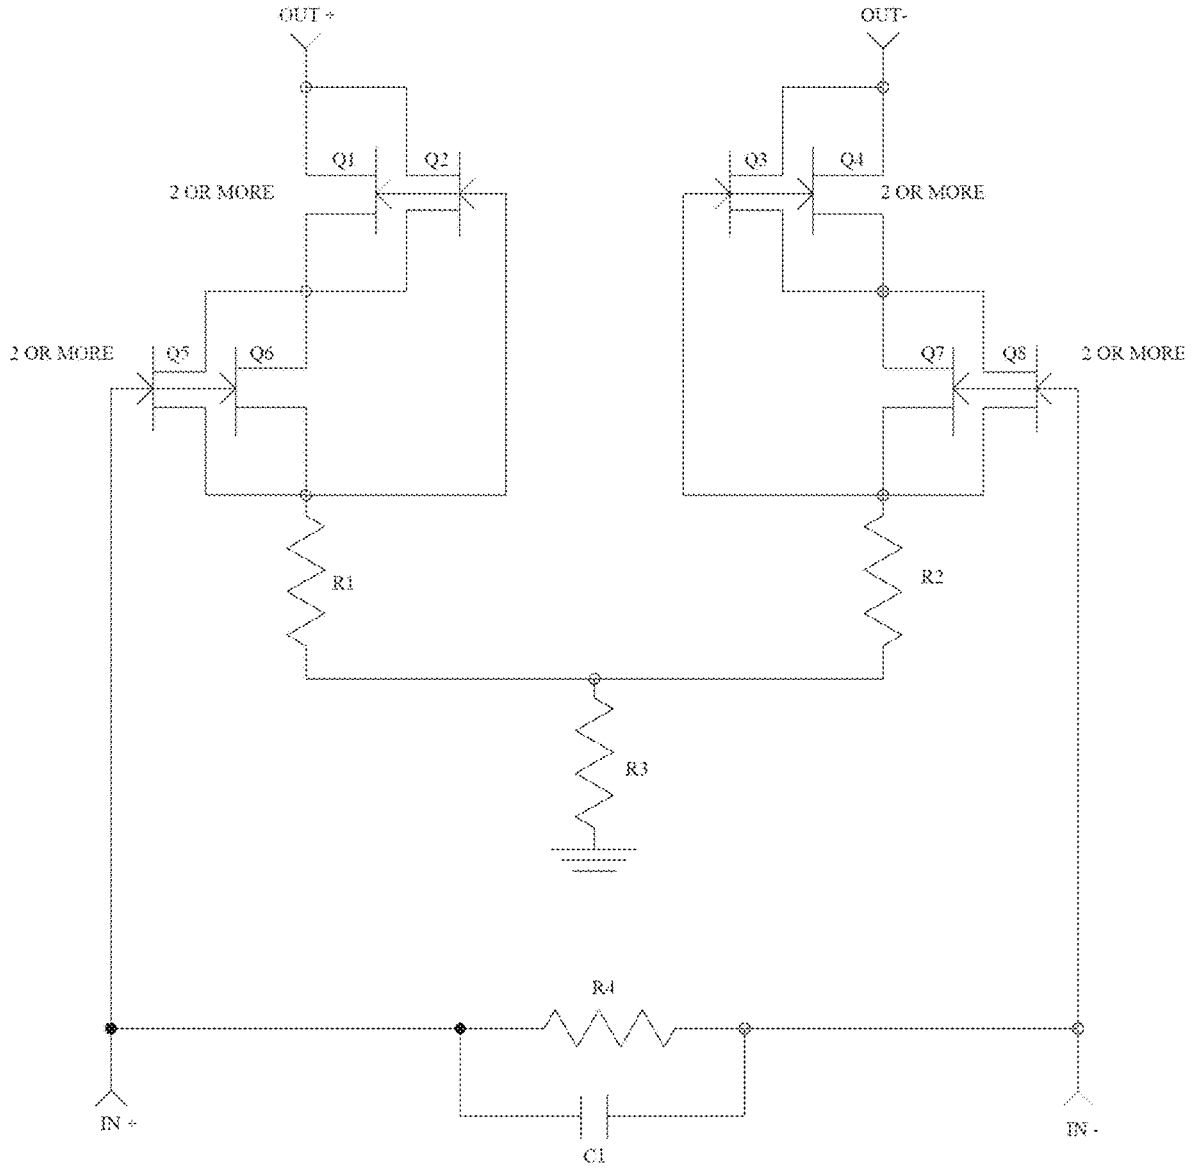 OUT +
OUT-
Q1
Q2
Q3
Q4
2 OR MORE
2 OR MORE
2 OR MORE
Q5
Q6
Q7
Q8
2 OR MORE
R1
R2
R3
R4
IN +
IN -
C1